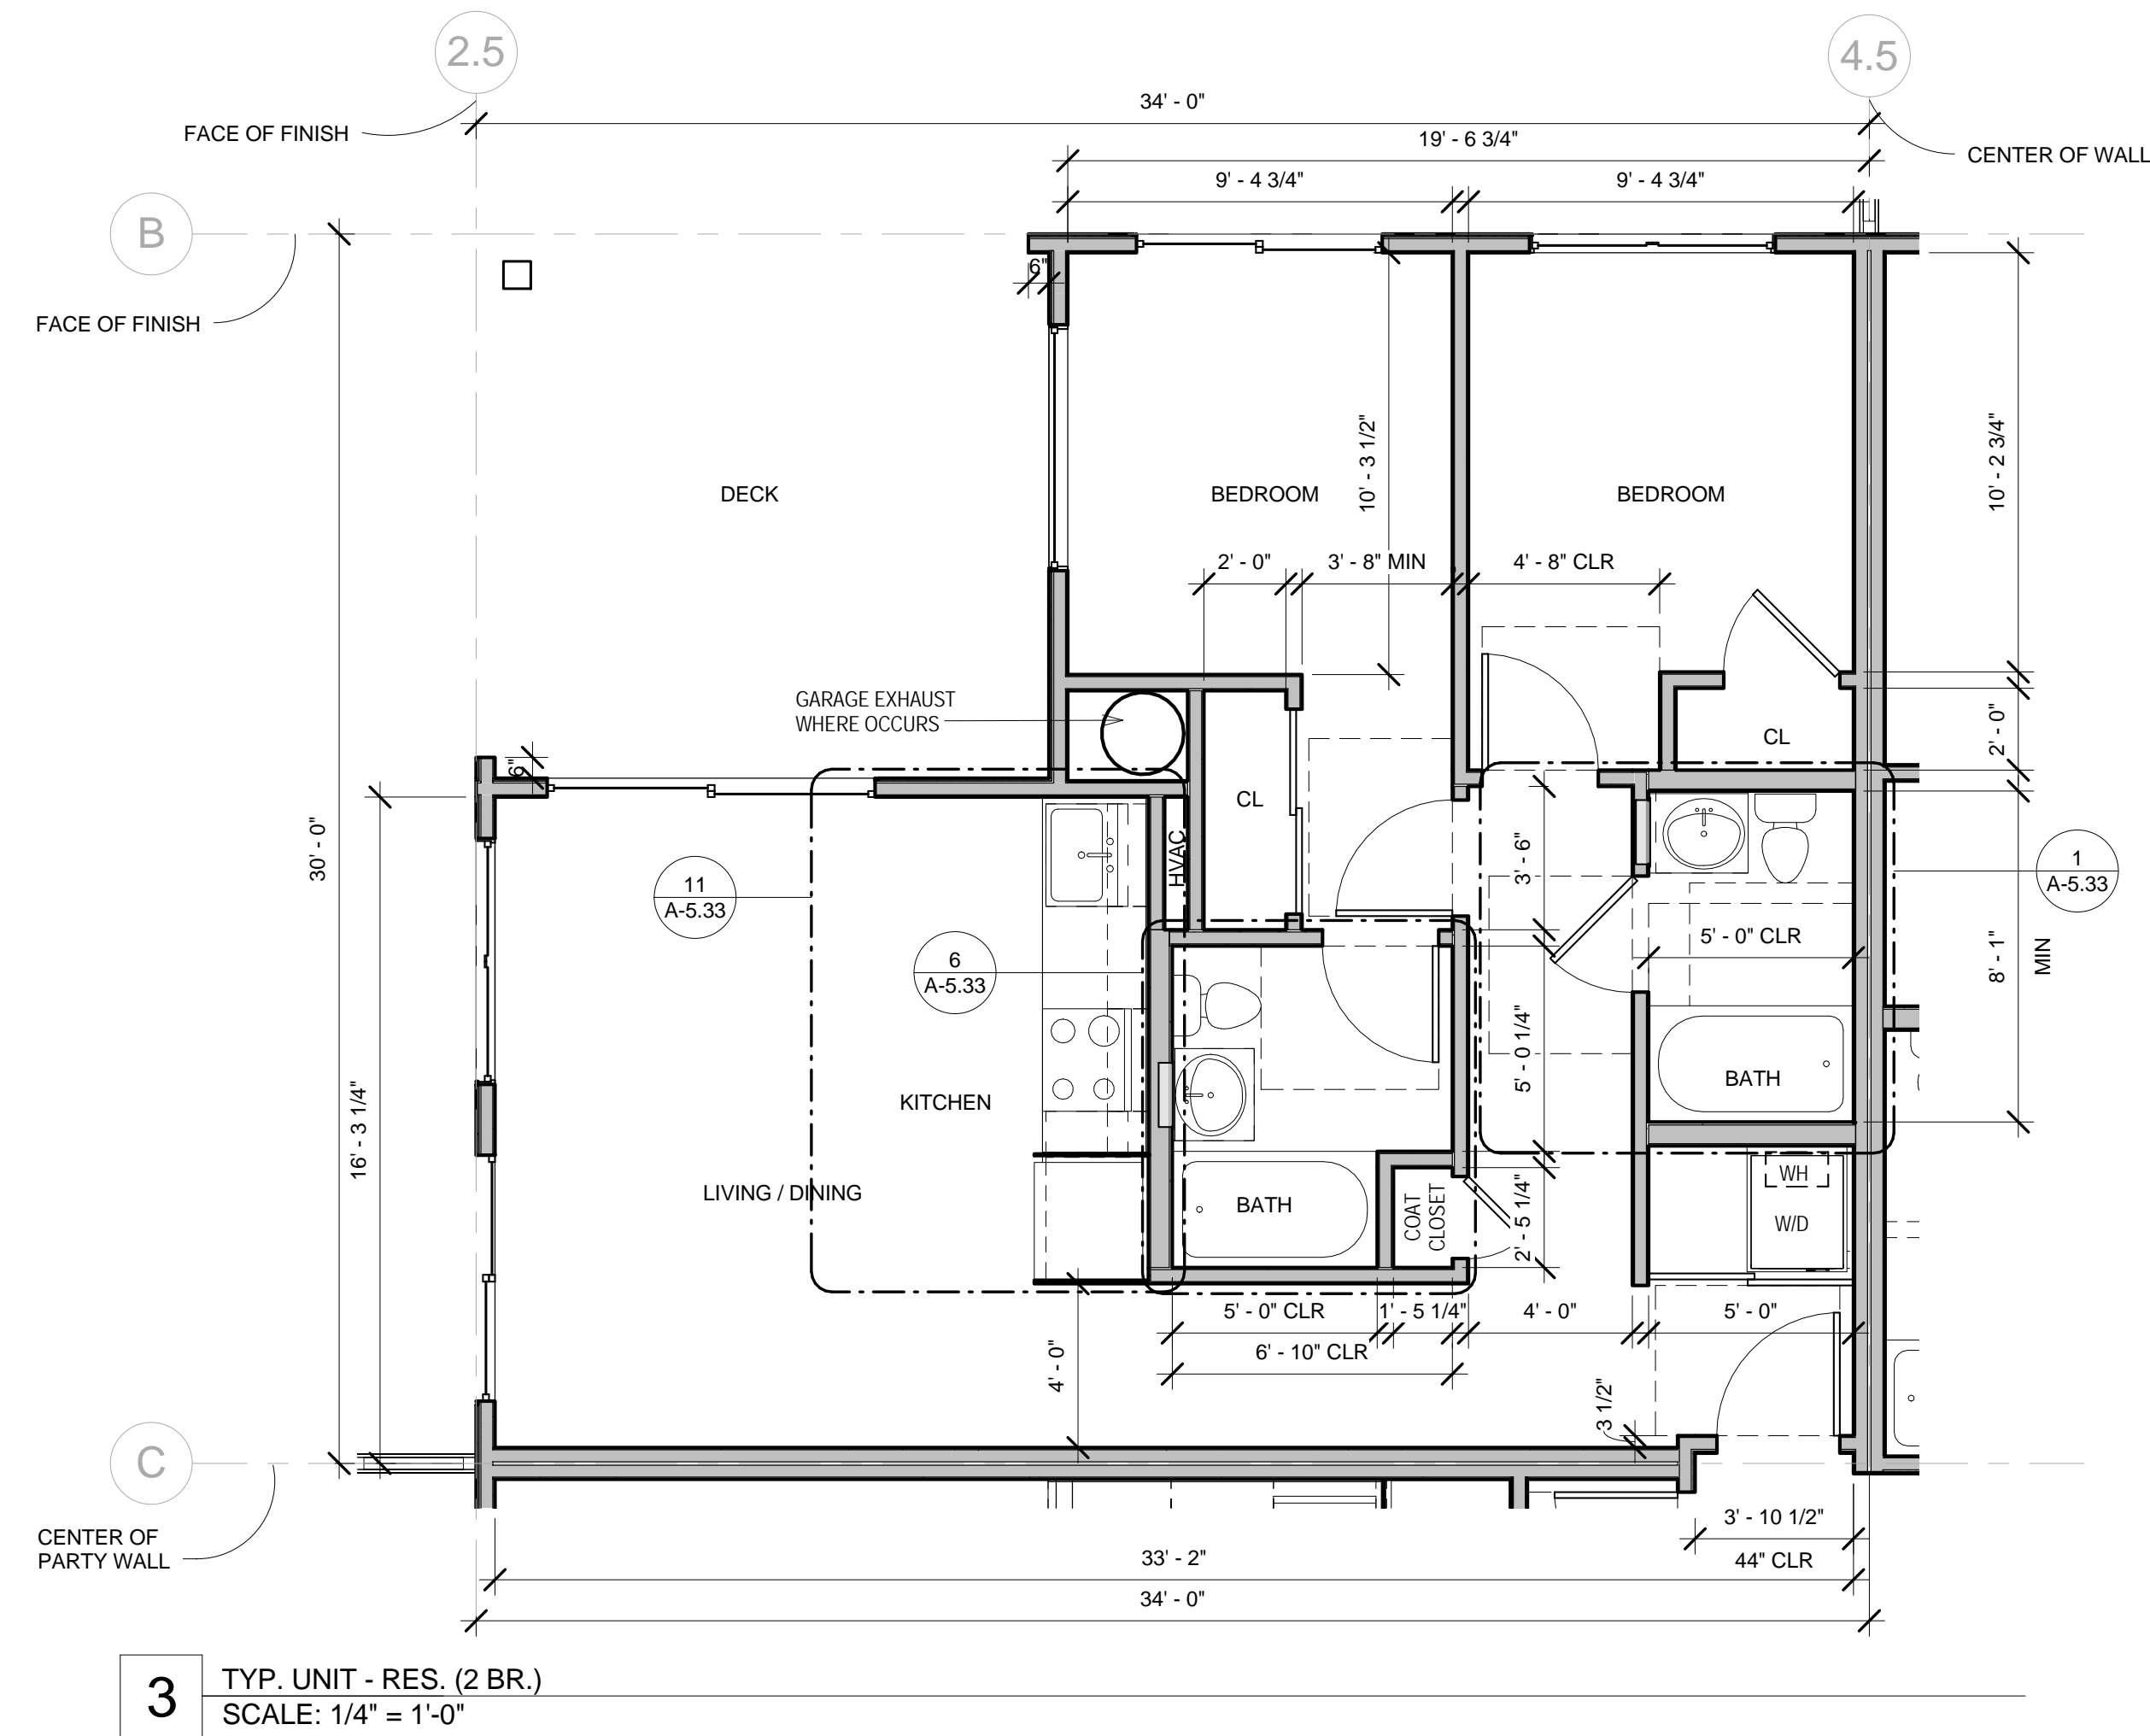 2.5
4.5
34' - 0"
FACE OF FINISH
19' - 6 3/4"
CENTER OF WALL
9' - 4 3/4"
9' - 4 3/4"
B
6"
FACE OF FINISH
10' - 3 1/2"
10' - 2 3/4"
DECK
BEDROOM
BEDROOM
2' - 0"
3' - 8" MIN
4' - 8" CLR
GARAGE EXHAUST
WHERE OCCURS
2' - 0"
CL
6"
CL
30' - 0"
HVAC
3' - 6"
11
A-5.33
1
A-5.33
6
A-5.33
5' - 0" CLR
8' - 1"
MIN
5' - 0 1/4"
BATH
KITCHEN
16' - 3 1/4"
LIVING / DINING
BATH
COAT
CLOSET
2' - 5 1/4"
WH
W/D
5' - 0" CLR
1' - 5 1/4"
4' - 0"
5' - 0"
6' - 10" CLR
4' - 0"
3 1/2"
C
CENTER OF
PARTY WALL
3' - 10 1/2"
44" CLR
33' - 2"
34' - 0"
3
TYP. UNIT - RES. (2 BR.)
SCALE: 1/4" = 1'-0"